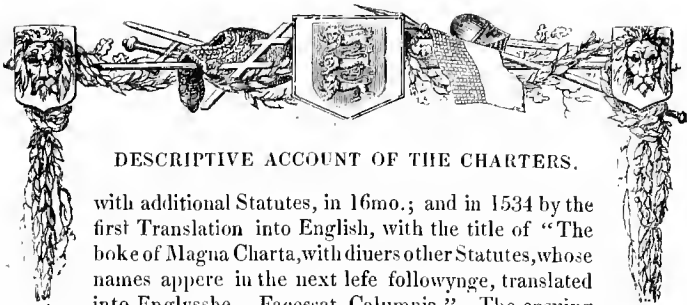 DESCRIPTIVE ACCOUNT OF THE CHARTERS.
with additional Statutes, in 16mo.; and in 1534 by the
first Translation into English, with the title of “The
boke of Magna Charta, with diuers other Statutes, whose
names appere in the next lefe followynge, translated
into Englysshe.